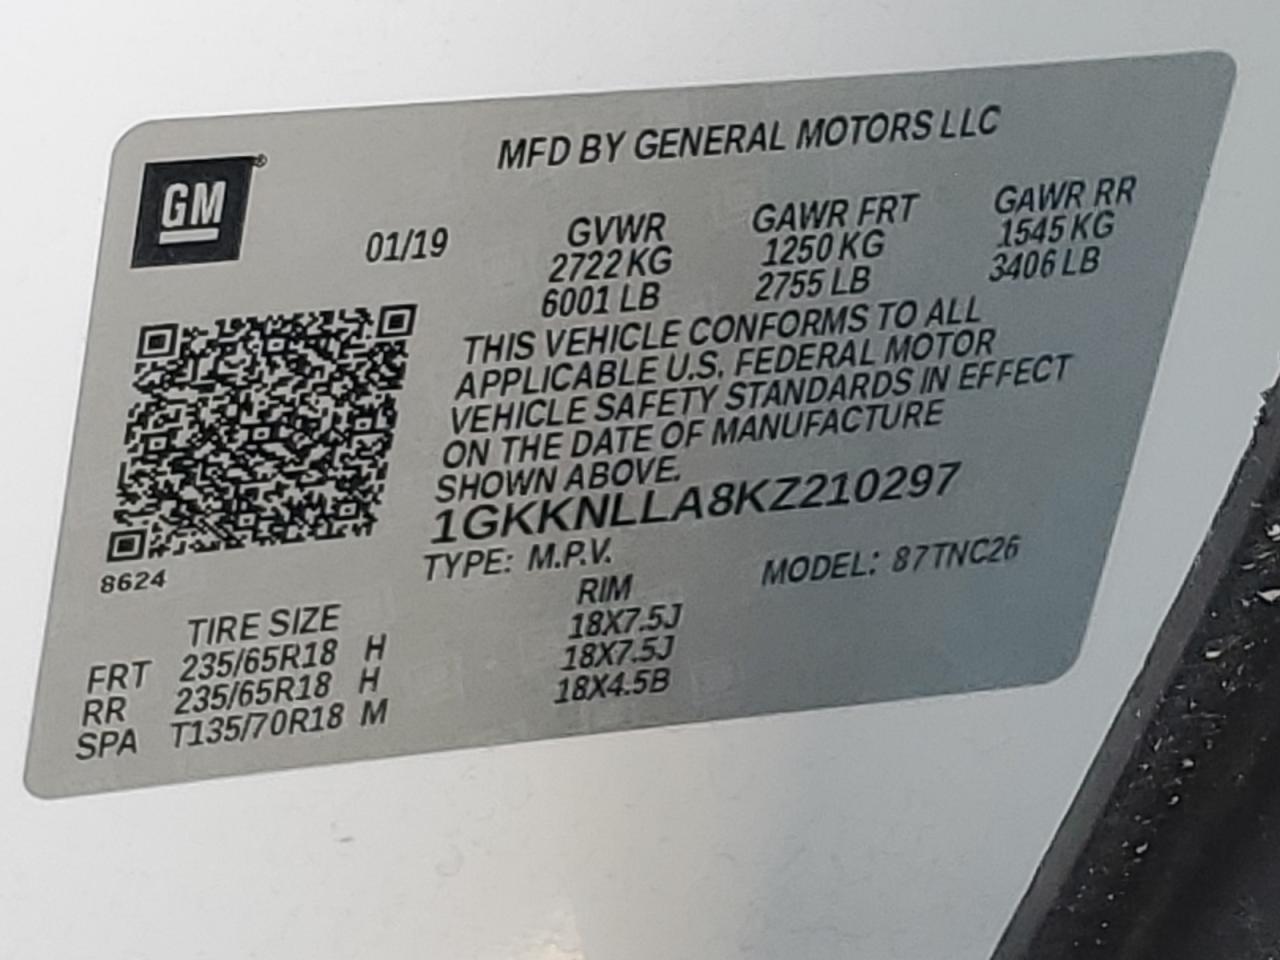 GM®
MFD BY GENERAL MOTORS LLC
01/19 GVWR GAWR FRT GAWR RR
2722 KG 1250 KG 1545 KG
6001 LB 2755 LB 3406 LB
THIS VEHICLE CONFORMS TO ALL
APPLICABLE U.S. FEDERAL MOTOR
VEHICLE SAFETY STANDARDS IN EFFECT
ON THE DATE OF MANUFACTURE
SHOWN ABOVE.
1GKKNLLA8KZ210297
8624
TYPE: M.P.V. MODEL: 87TNC26
TIRE SIZE RIM
FRT 235/65R18 H 18X7.5J
RR 235/65R18 H 18X7.5J
SPA T135/70R18 M 18X4.5B